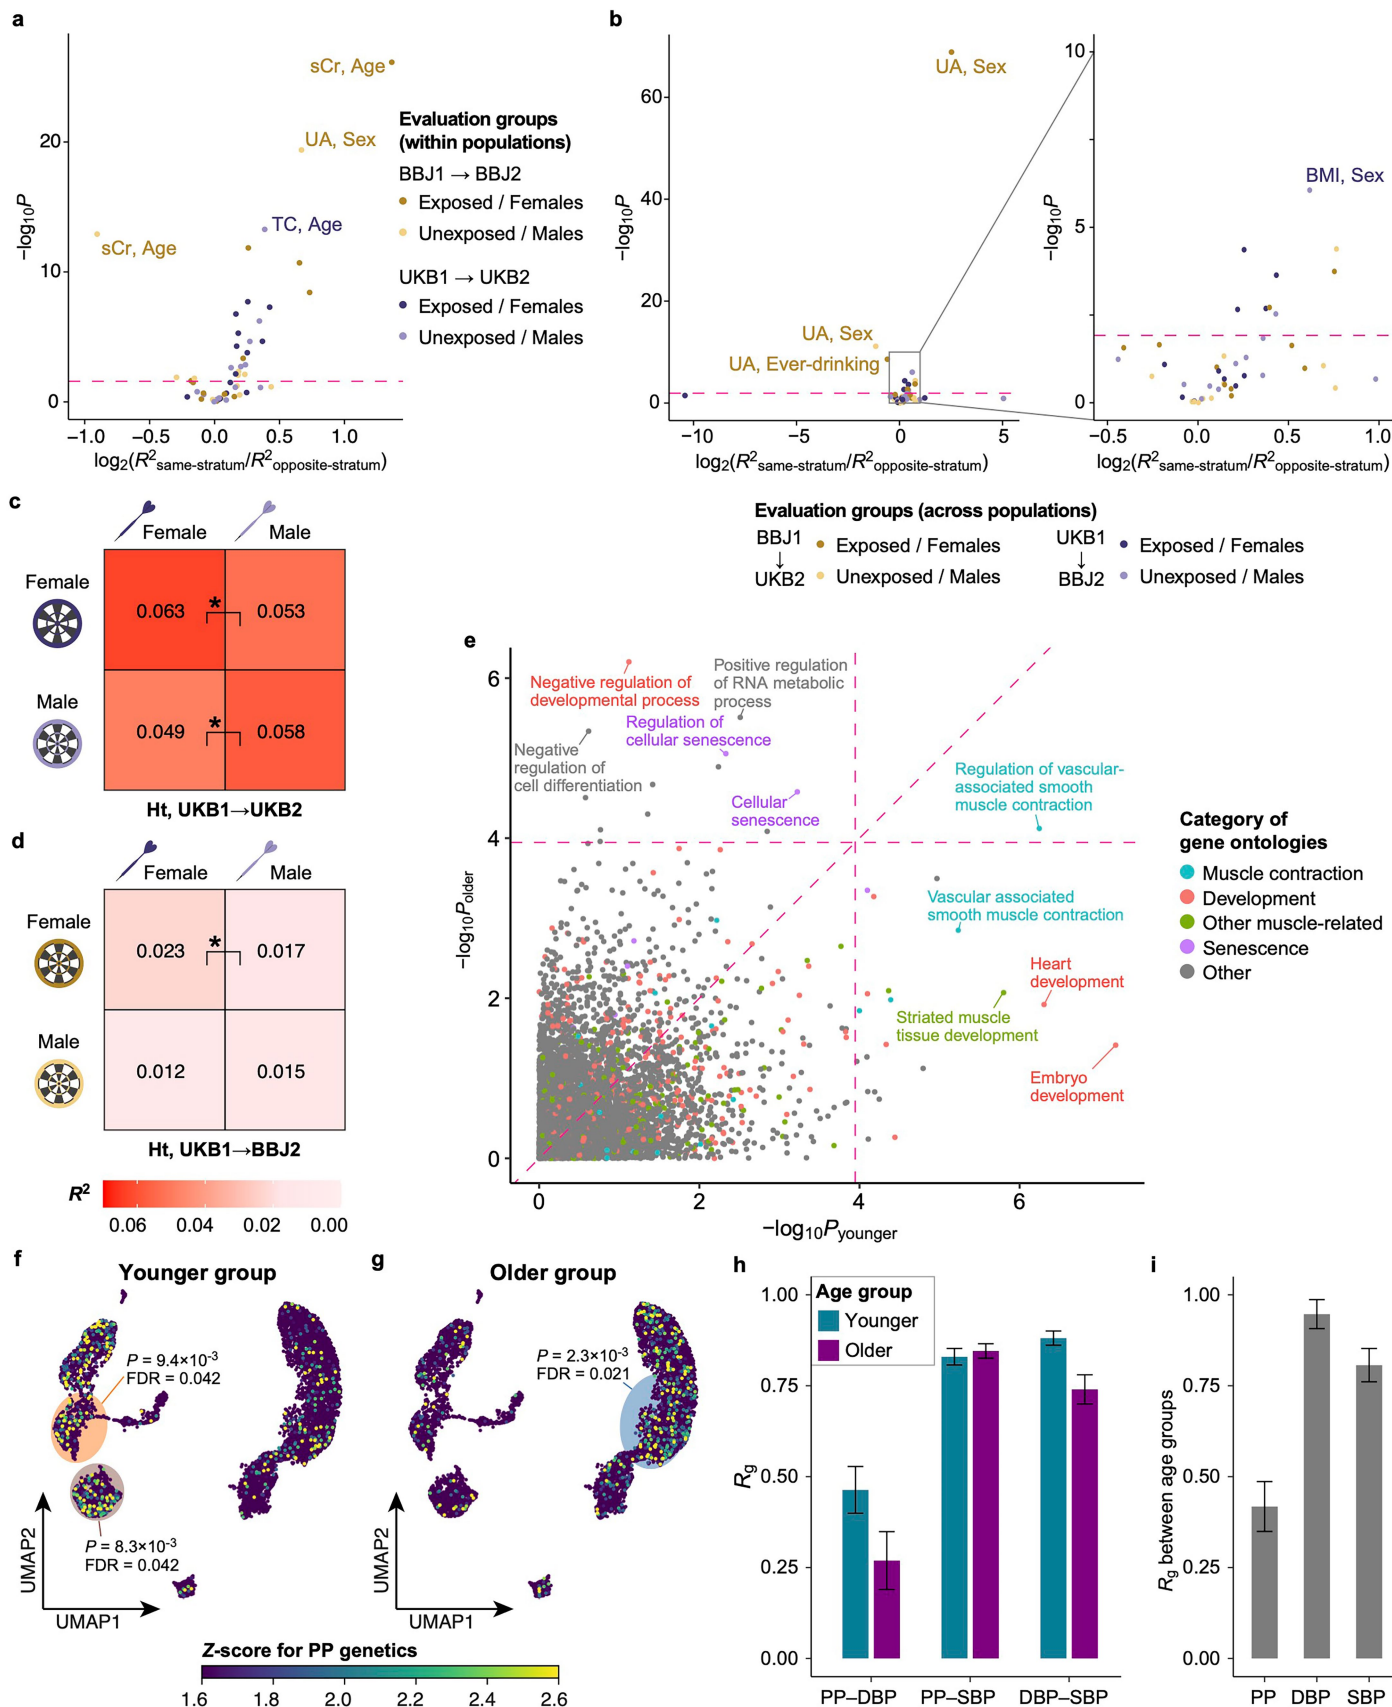 a
sCr, Age
UA, Sex
TC, Age
sCr, Age
20
10
0
−log10P
−1.0 −0.5 0.0 0.5 1.0
log2(R2same-stratum/R2opposite-stratum)
Evaluation groups
(within populations)
BBJ1 → BBJ2
Exposed / Females
Unexposed / Males
UKB1 → UKB2
Exposed / Females
Unexposed / Males
b
UA, Sex
UA, Sex
UA, Ever-drinking
60
40
20
0
−log10P
−10 −5 0 5
log2(R2same-stratum/R2opposite-stratum)
BMI, Sex
10
5
0
−log10P
−0.5 0.0 0.5 1.0
log2(R2same-stratum/R2opposite-stratum)
Evaluation groups (across populations)
BBJ1
↓
UKB2
Exposed / Females
Unexposed / Males
UKB1
↓
BBJ2
Exposed / Females
Unexposed / Males
c
Female Male
Female
0.063 * 0.053
Male
0.049 * 0.058
Ht, UKB1→UKB2
d
Female Male
Female
0.023 * 0.017
Male
0.012 0.015
Ht, UKB1→BBJ2
R2
0.06 0.04 0.02 0.00
e
Negative regulation of
developmental process
Positive regulation
of RNA metabolic
process
Regulation of
cellular senescence
Negative
regulation of
cell differentiation
Cellular
senescence
Regulation of vascular-
associated smooth
muscle contraction
Vascular associated
smooth muscle contraction
Heart
development
Striated muscle
tissue development
Embryo
development
6
4
2
0
−log10Polder
0 2 4 6
−log10Pyounger
Category of
gene ontologies
Muscle contraction
Development
Other muscle-related
Senescence
Other
f
Younger group
P = 9.4×10-3
FDR = 0.042
P = 8.3×10-3
FDR = 0.042
UMAP2
UMAP1
g
Older group
P = 2.3×10-3
FDR = 0.021
UMAP2
UMAP1
Z-score for PP genetics
1.6 1.8 2.0 2.2 2.4 2.6
h
Age group
Younger
Older
1.00
0.75
0.50
0.25
0.00
Rg
PP–DBP PP–SBP DBP–SBP
i
1.00
0.75
0.50
0.25
0.00
Rg between age groups
PP DBP SBP